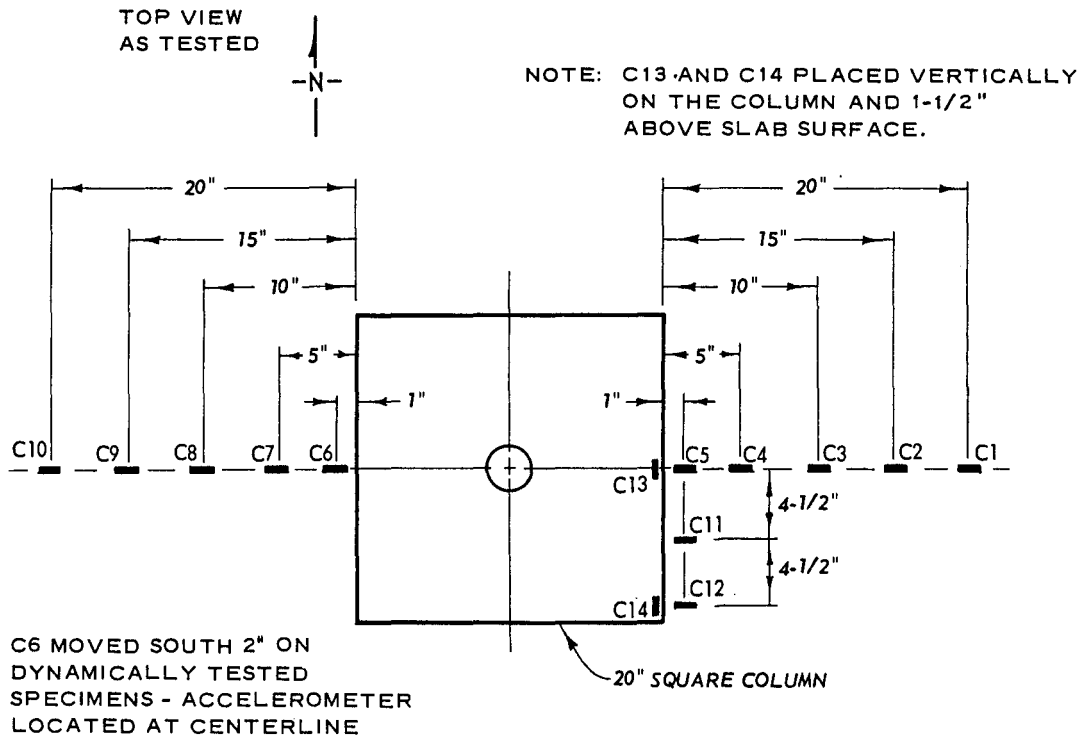 TOP VIEW
AS TESTED
-N-
NOTE: C13 AND C14 PLACED VERTICALLY
ON THE COLUMN AND 1-1/2"
ABOVE SLAB SURFACE.
20" 20"
15" 15"
10" 10"
5" 5"
1" 1"
C10 C9 C8 C7 C6 C5 C4 C3 C2 C1
C13
4-1/2"
C11
4-1/2"
C14 C12
C6 MOVED SOUTH 2" ON
DYNAMICALLY TESTED
SPECIMENS - ACCELEROMETER
LOCATED AT CENTERLINE
20" SQUARE COLUMN